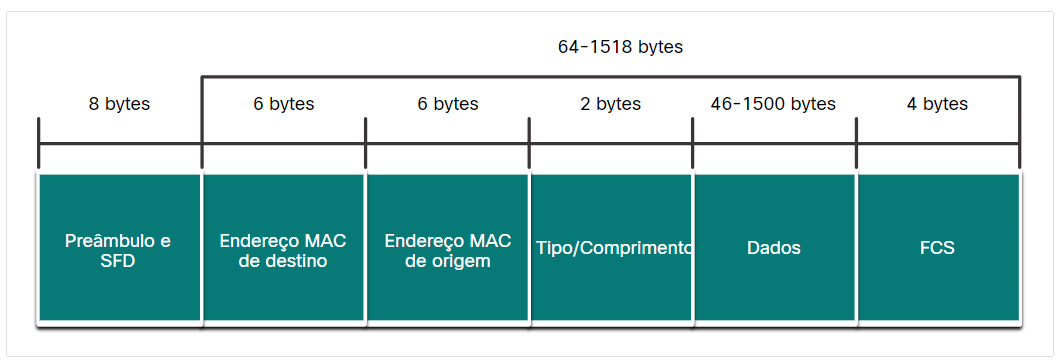 64-1518 bytes
8 bytes
6 bytes
6 bytes
2 bytes
46-1500 bytes
4 bytes
Preâmbulo e
SFD
Endereço MAC
de destino
Endereço MAC
de origem
Tipo/Comprimento
Dados
FCS